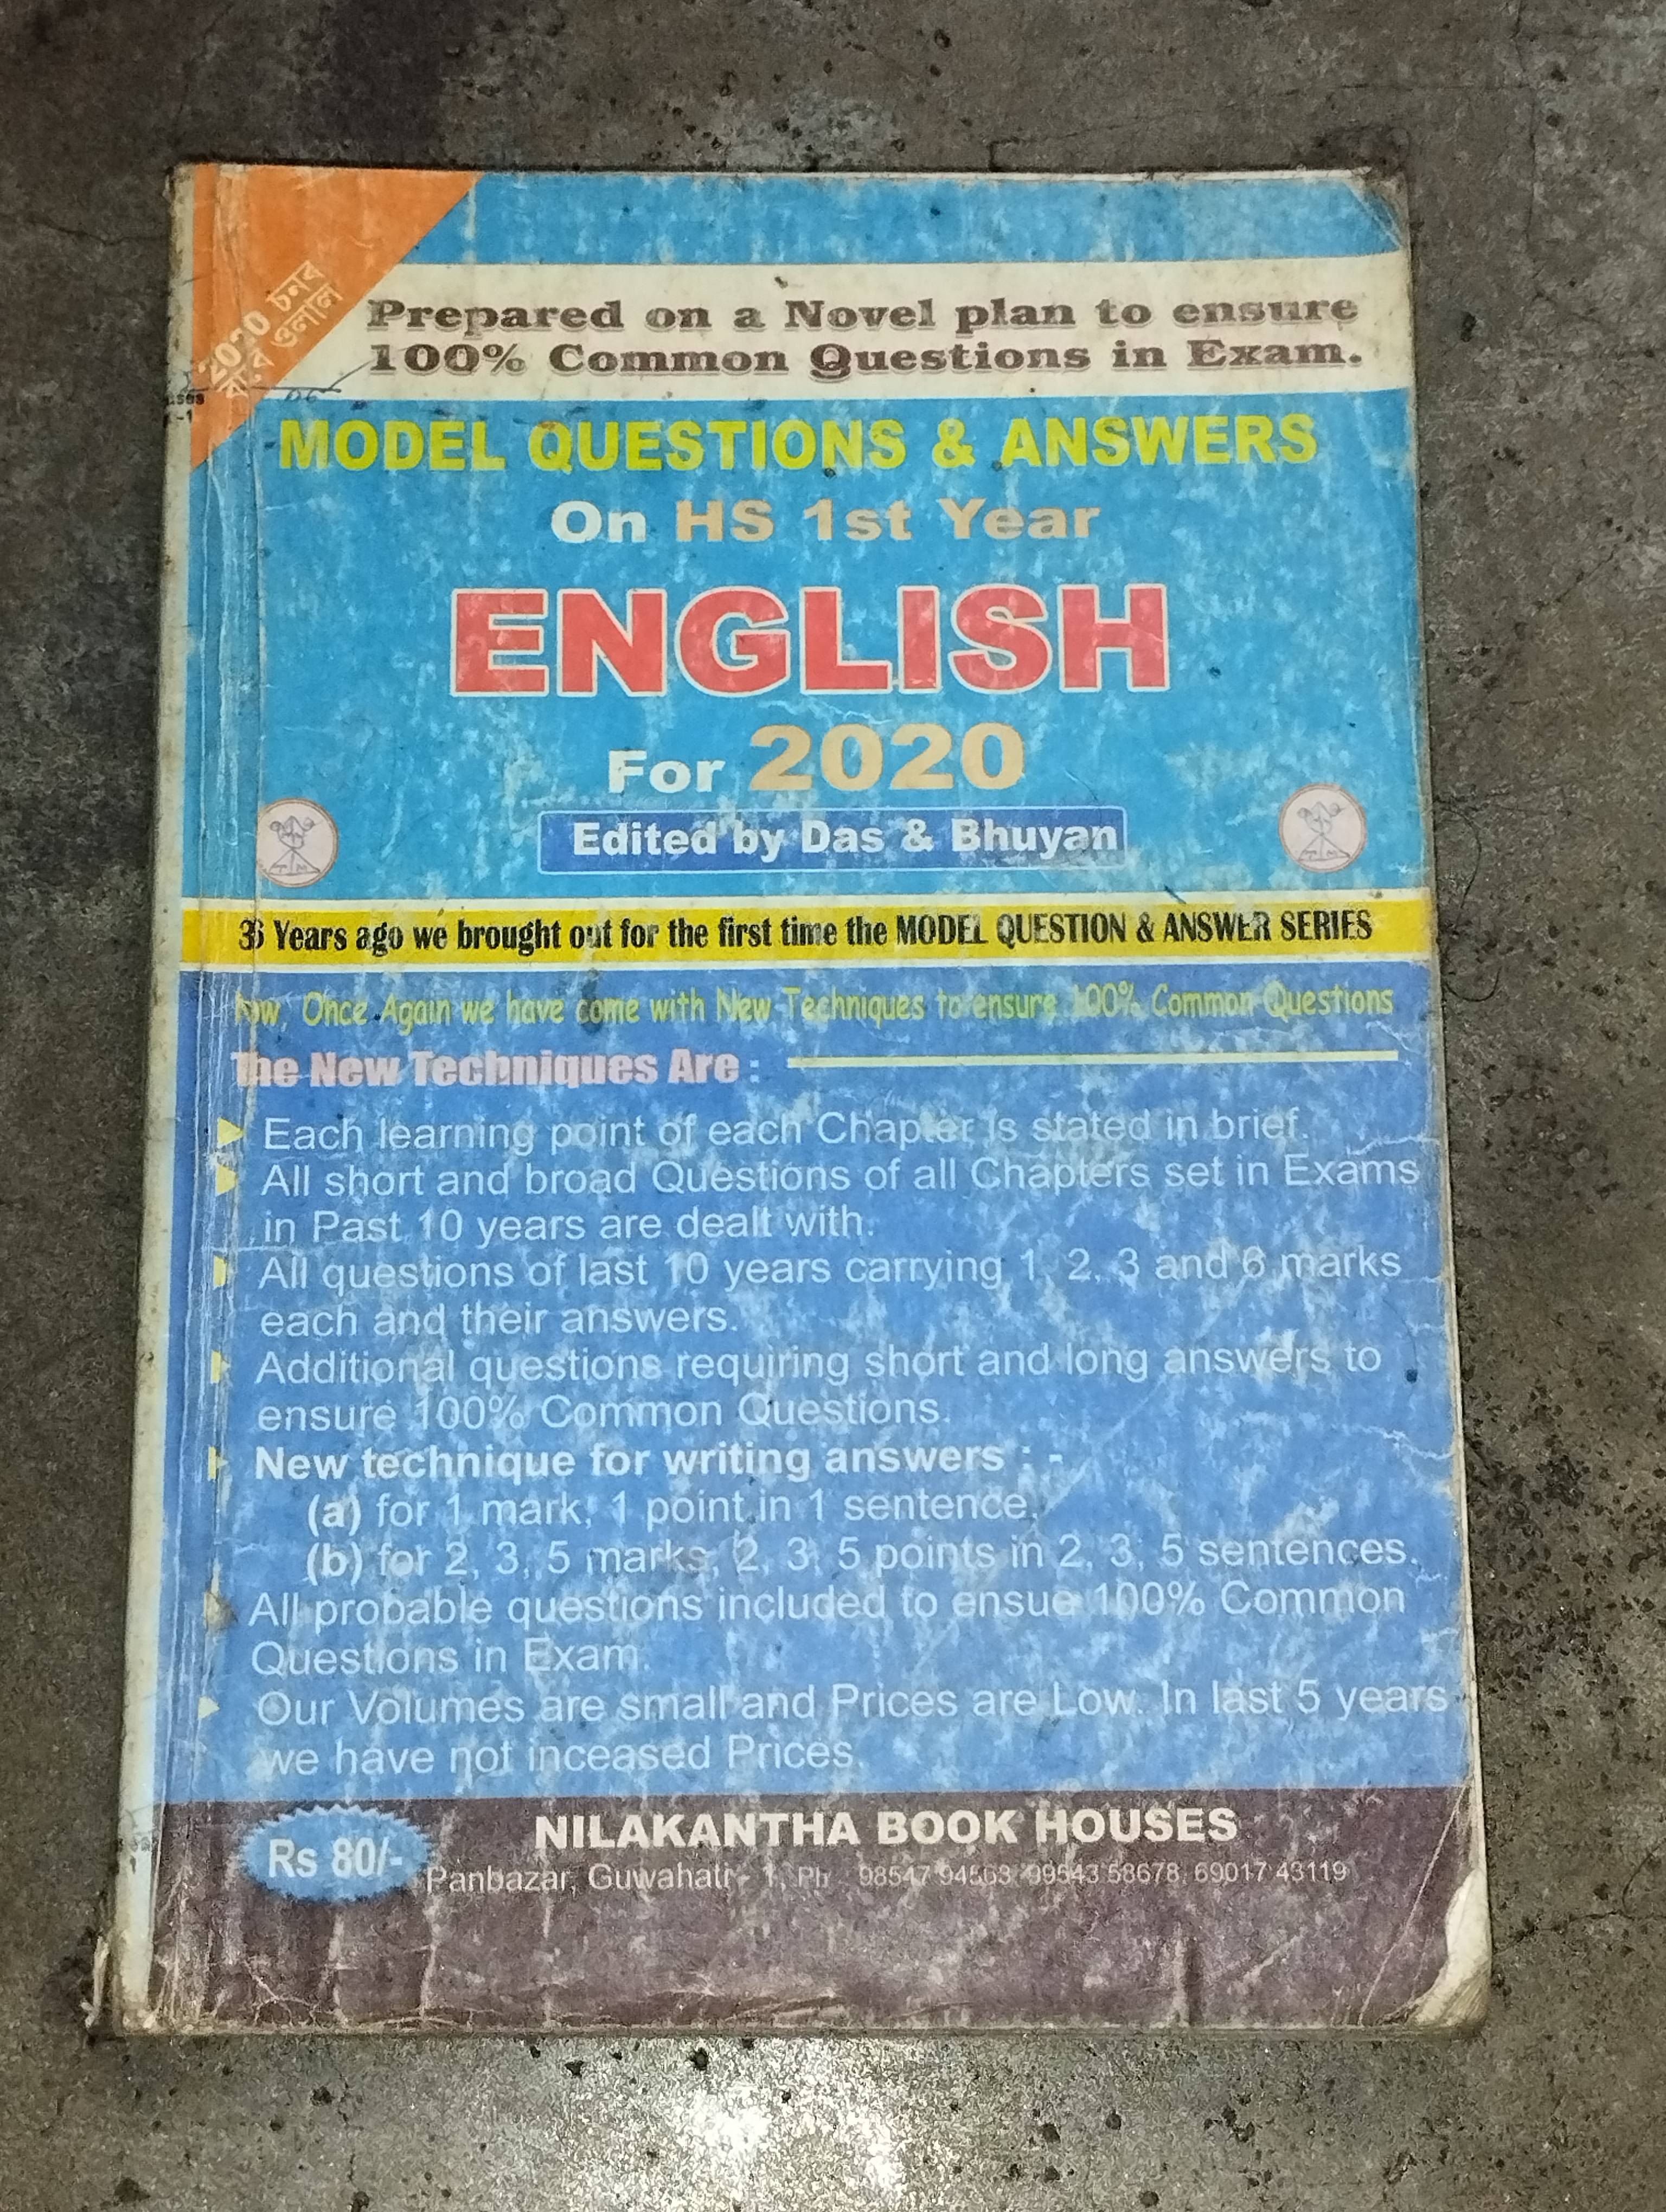 2020 চনৰ
বাবে ওলাল
Prepared on a Novel plan to ensure
100% Common Questions in Exam.
MODEL QUESTIONS & ANSWERS
On HS 1st Year
ENGLISH
For 2020
Edited by Das & Bhuyan
36 Years ago we brought out for the first time the MODEL QUESTION & ANSWER SERIES
Now, Once Again we have come with New Techniques to ensure 100% Common Questions
The New Techniques Are :
Each learning point of each Chapter is stated in brief.
All short and broad Questions of all Chapters set in Exams
in Past 10 years are dealt with.
All questions of last 10 years carrying 1, 2, 3 and 6 marks
each and their answers.
Additional questions requiring short and long answers to
ensure 100% Common Questions.
New technique for writing answers : -
(a) for 1 mark, 1 point in 1 sentence.
(b) for 2, 3, 5 marks, 2, 3, 5 points in 2, 3, 5 sentences.
All probable questions included to ensue 100% Common
Questions in Exam.
Our Volumes are small and Prices are Low. In last 5 years
we have not inceased Prices.
Rs 80/-
NILAKANTHA BOOK HOUSES
Panbazar, Guwahati - 1, Ph 98547 94563 99543 58678, 69017 43119